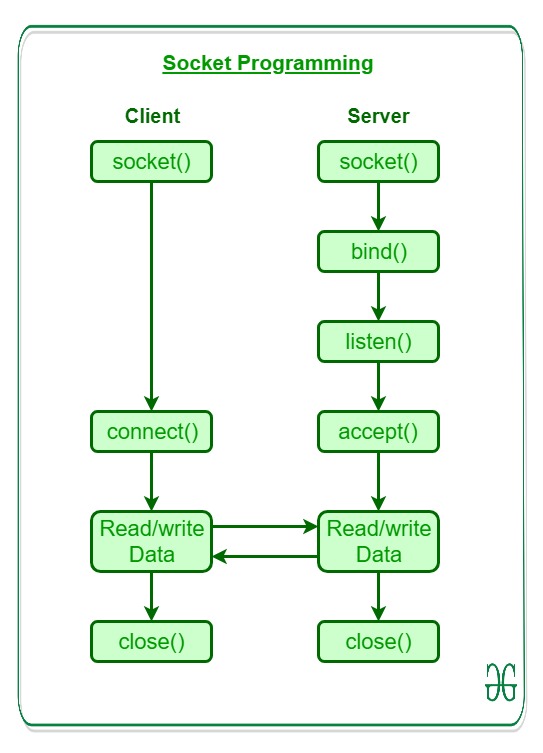 Socket Programming
Client
Server
socket()
socket()
bind()
listen()
connect()
accept()
Read/write
Data
Read/write
Data
close()
close()